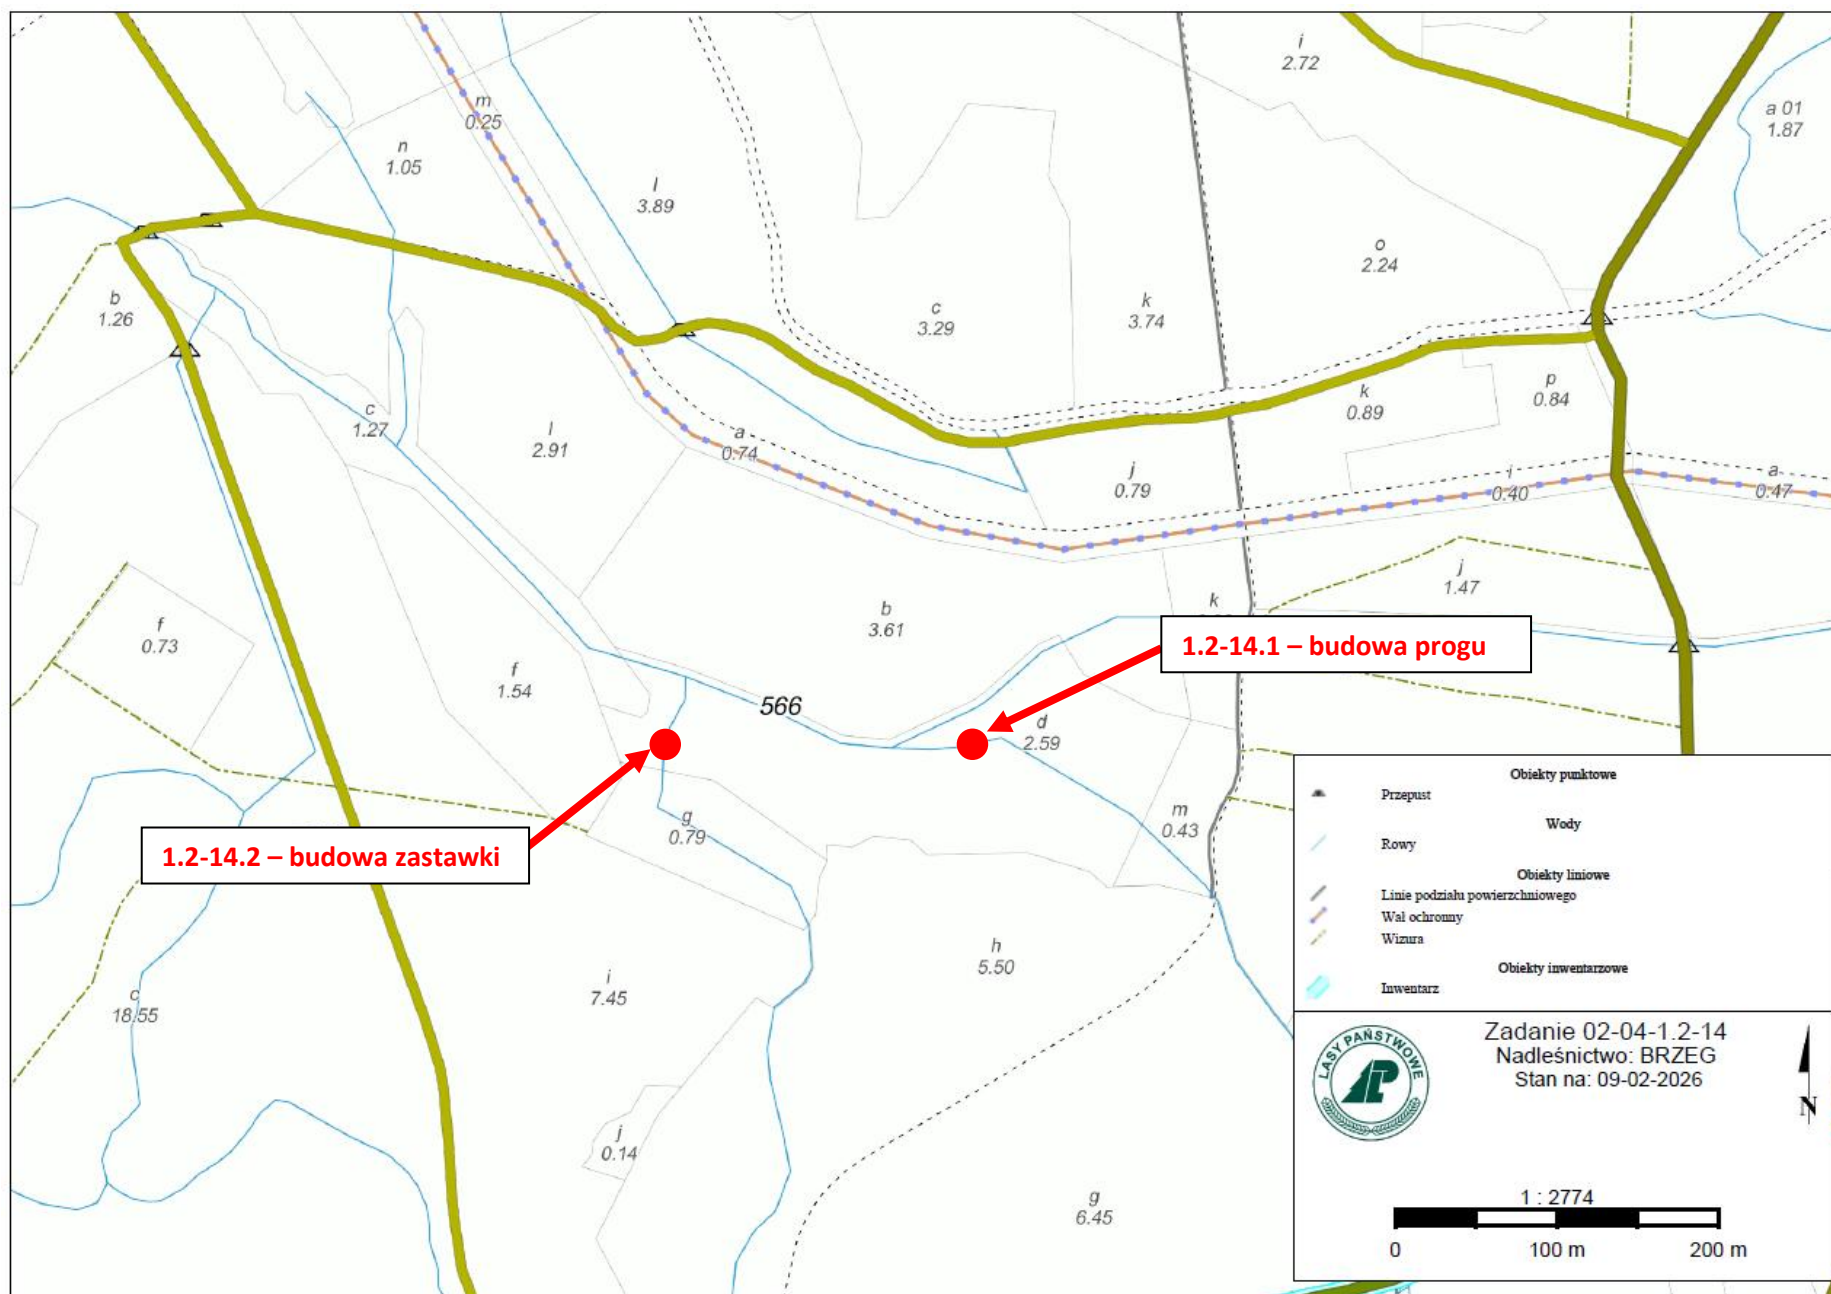 i
2.72
a 01
1.87
m
0.25
n
1.05
l
3.89
o
2.24
b
1.26
c
3.29
k
3.74
k
0.89
p
0.84
c
1.27
l
2.91
a
0.74
j
0.79
i
0.40
a
0.47
j
1.47
k
b
3.61
f
0.73
f
1.54
566
1.2-14.1 – budowa progu
d
2.59
g
0.79
m
0.43
1.2-14.2 – budowa zastawki
h
5.50
i
7.45
c
18.55
j
0.14
g
6.45
Obiekty punktowe
Przepust
Wody
Rowy
Obiekty liniowe
Linie podziału powierzchniowego
Wał ochronny
Wizura
Obiekty inwentarzowe
Inwentarz
LASY PAŃSTWOWE
Zadanie 02-04-1.2-14
Nadleśnictwo: BRZEG
Stan na: 09-02-2026
N
1 : 2774
0 100 m 200 m